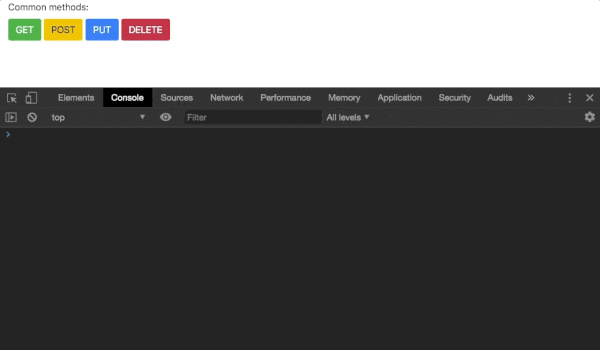 Common methods:
GET POST PUT DELETE
Elements Console Sources Network Performance Memory Application Security Audits »
top ▼ Filter All levels ▼
›